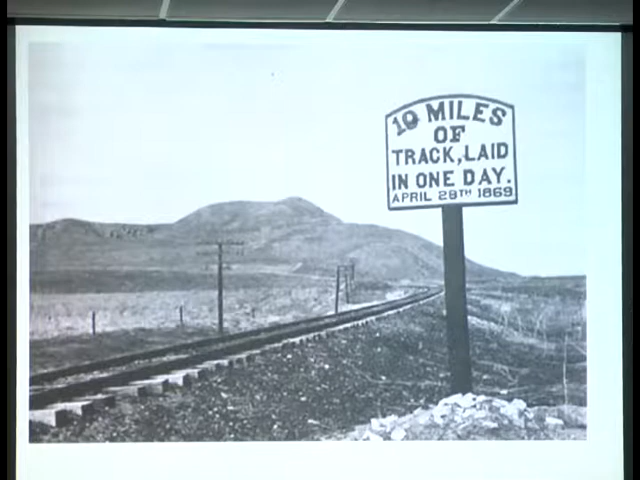 10 MILES
OF
TRACK, LAID
IN ONE DAY.
APRIL 28TH 1869